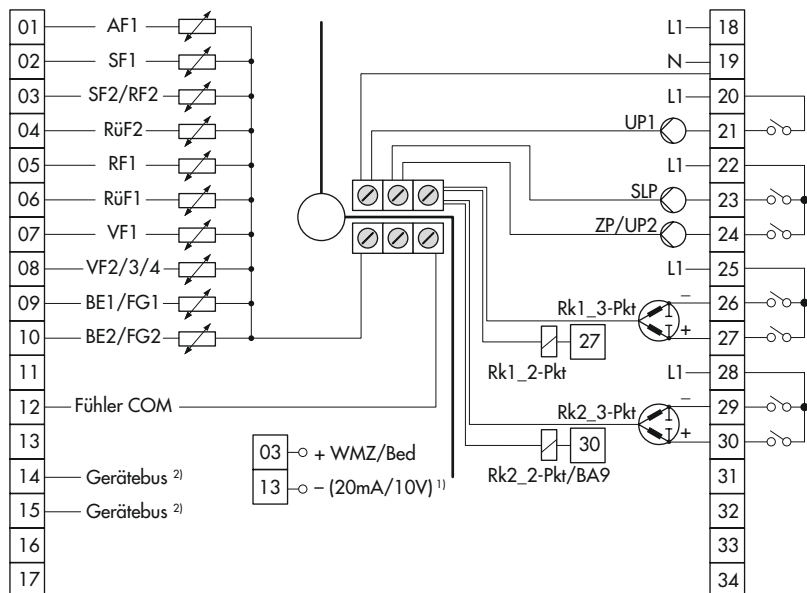 01 AF1
02 SF1
03 SF2/RF2
04 RüF2
05 RF1
06 RüF1
07 VF1
08 VF2/3/4
09 BE1/FG1
10 BE2/FG2
11
12 Fühler COM
13
14 Gerätebus 2)
15 Gerätebus 2)
16
17
03 + WMZ/Bed
13 – (20mA/10V) 1)
L1 18
N 19
L1 20
UP1 21
L1 22
SLP 23
ZP/UP2 24
L1 25
Rk1_3-Pkt – 26
+ 27
27
Rk1_2-Pkt
L1 28
Rk2_3-Pkt – 29
+ 30
30
Rk2_2-Pkt/BA9
31
32
33
34